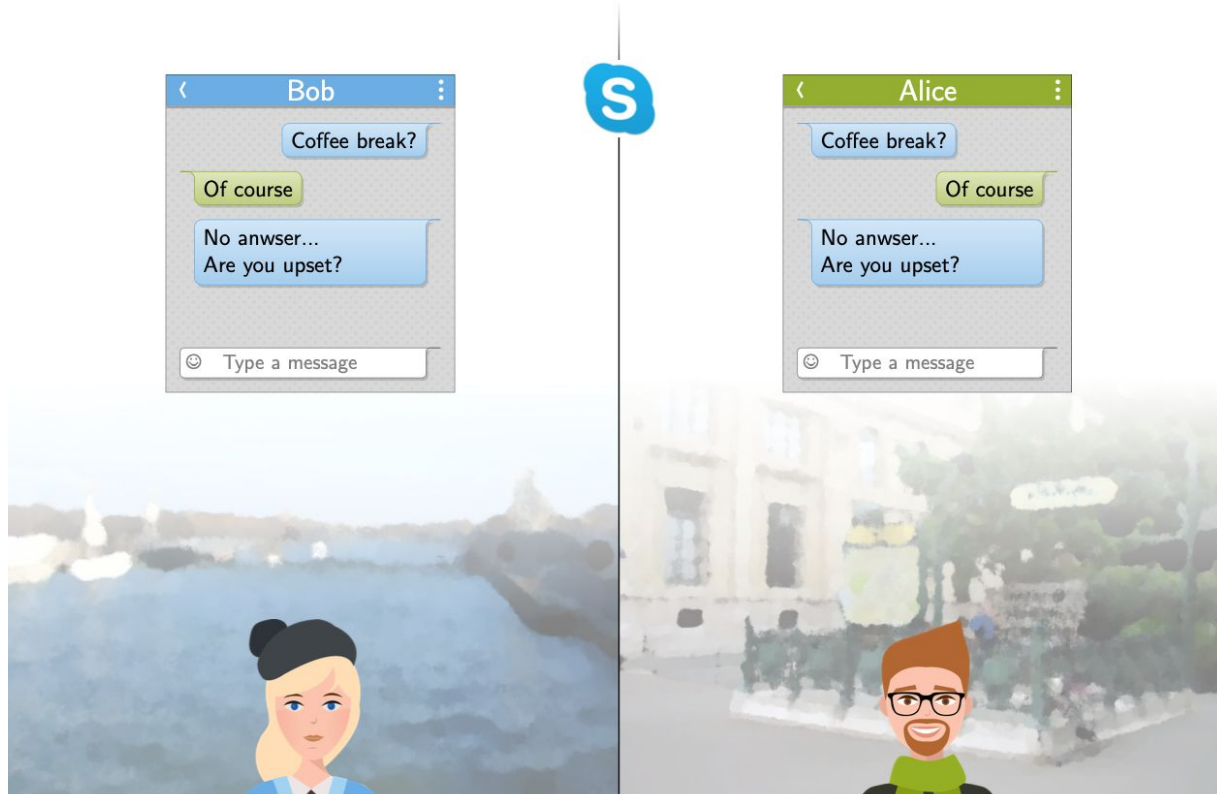 Bob
Coffee break?
Of course
No anwser...
Are you upset?
Type a message
S
Alice
Coffee break?
Of course
No anwser...
Are you upset?
Type a message